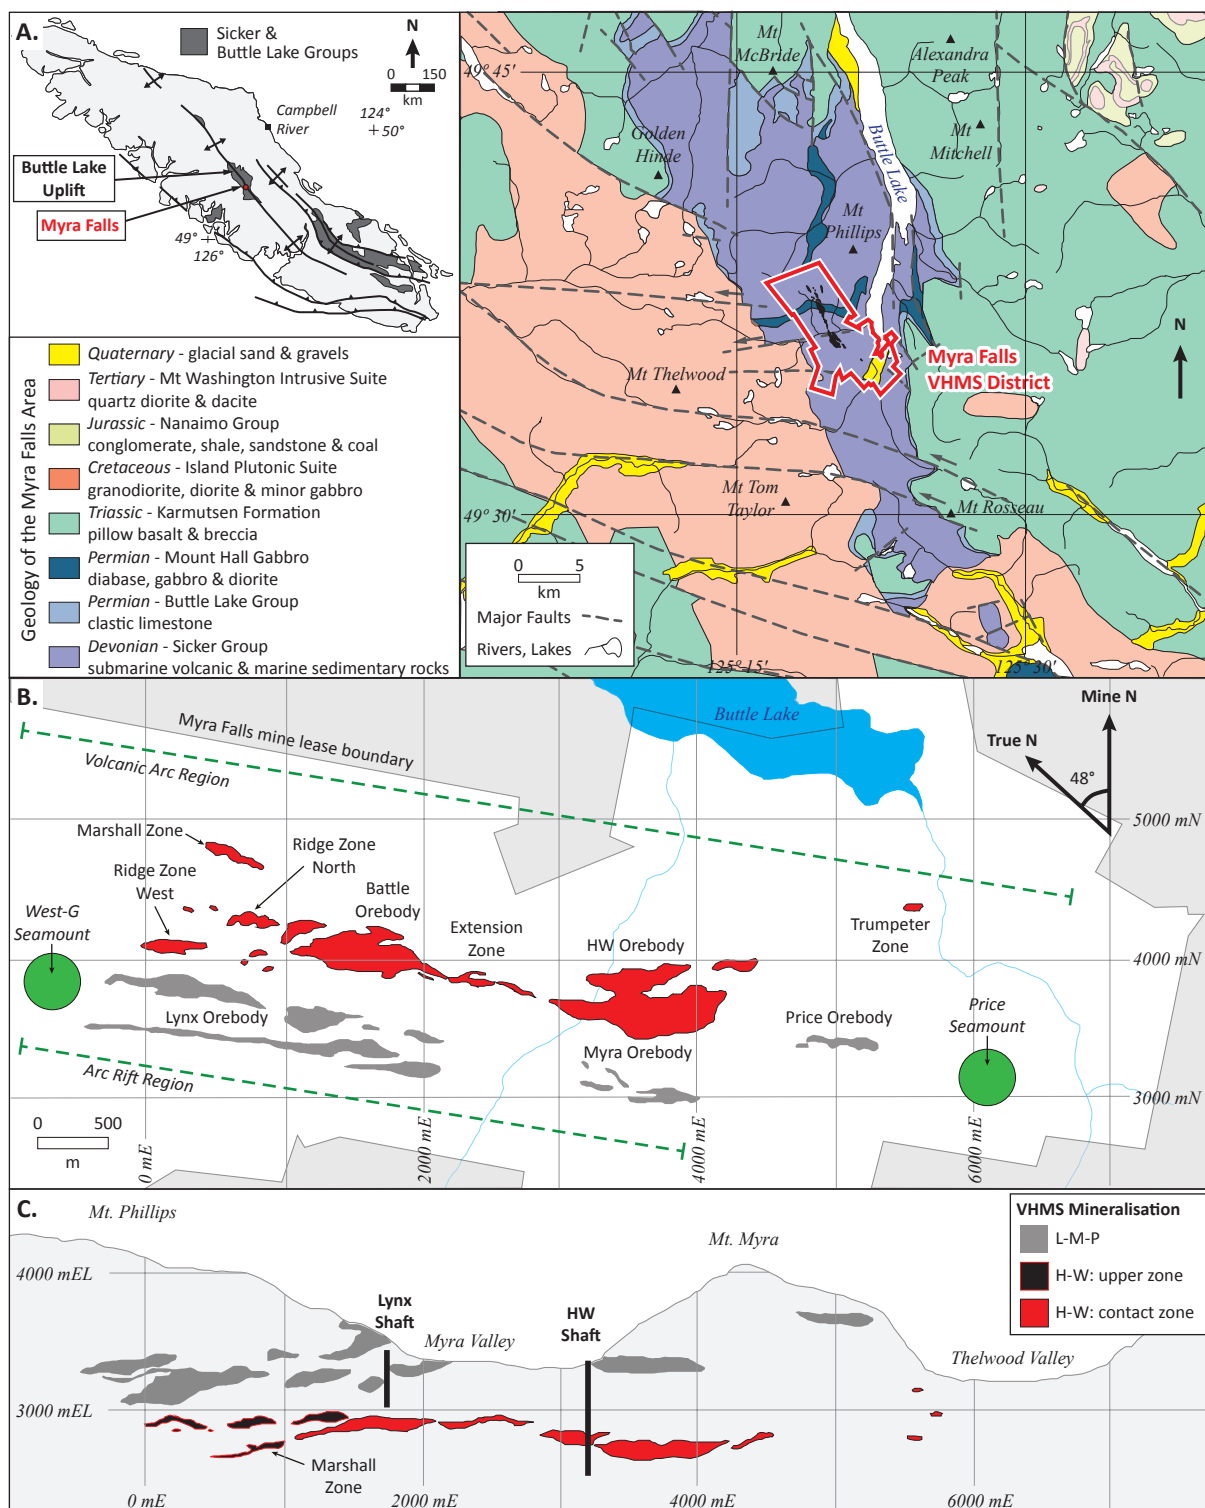 A.
Sicker &
Buttle Lake Groups
N
0 150
km
Campbell
River
124°
+50°
Buttle Lake
Uplift
Myra Falls
49°
126°
Geology of the Myra Falls Area
Quaternary - glacial sand & gravels
Tertiary - Mt Washington Intrusive Suite
quartz diorite & dacite
Jurassic - Nanaimo Group
conglomerate, shale, sandstone & coal
Cretaceous - Island Plutonic Suite
granodiorite, diorite & minor gabbro
Triassic - Karmutsen Formation
pillow basalt & breccia
Permian - Mount Hall Gabbro
diabase, gabbro & diorite
Permian - Buttle Lake Group
clastic limestone
Devonian - Sicker Group
submarine volcanic & marine sedimentary rocks
49° 45'
Mt
McBride
Alexandra
Peak
Golden
Hinde
Buttle Lake
Mt
Mitchell
Mt
Phillips
N
Myra Falls
VHMS District
Mt Thelwood
Mt Tom
Taylor
49° 30'
Mt Rosseau
0 5
km
Major Faults
Rivers, Lakes
125° 15'
125° 30'
B.
Myra Falls mine lease boundary
Volcanic Arc Region
Buttle Lake
Mine N
True N
48°
5000 mN
Marshall Zone
Ridge Zone
North
Ridge Zone
West
Battle
Orebody
West-G
Seamount
Extension
Zone
HW Orebody
Trumpeter
Zone
4000 mN
Lynx Orebody
Price Orebody
Price
Seamount
Myra Orebody
Arc Rift Region
3000 mN
0 500
m
0 mE
2000 mE
4000 mE
6000 mE
C.
Mt. Phillips
VHMS Mineralisation
L-M-P
H-W: upper zone
H-W: contact zone
Mt. Myra
4000 mEL
Lynx
Shaft
HW
Shaft
Myra Valley
Thelwood Valley
3000 mEL
Marshall
Zone
0 mE
2000 mE
4000 mE
6000 mE